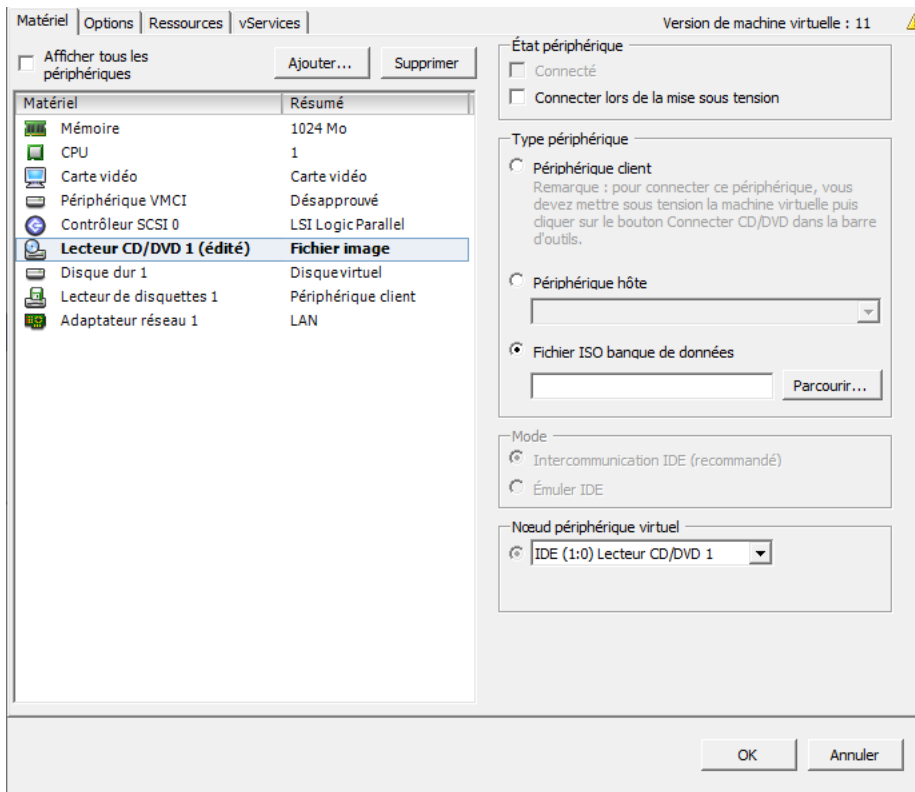 Matériel Options Ressources vServices Version de machine virtuelle : 11
Afficher tous les
périphériques
Ajouter... Supprimer
Matériel Résumé
Mémoire 1024 Mo
CPU 1
Carte vidéo Carte vidéo
Périphérique VMCI Désapprouvé
Contrôleur SCSI 0 LSI Logic Parallel
Lecteur CD/DVD 1 (édité) Fichier image
Disque dur 1 Disque virtuel
Lecteur de disquettes 1 Périphérique client
Adaptateur réseau 1 LAN
État périphérique
Connecté
Connecter lors de la mise sous tension
Type périphérique
Périphérique client
Remarque : pour connecter ce périphérique, vous
devez mettre sous tension la machine virtuelle puis
cliquer sur le bouton Connecter CD/DVD dans la barre
d'outils.
Périphérique hôte
Fichier ISO banque de données
Parcourir...
Mode
Intercommunication IDE (recommandé)
Émuler IDE
Nœud périphérique virtuel
IDE (1:0) Lecteur CD/DVD 1
OK Annuler